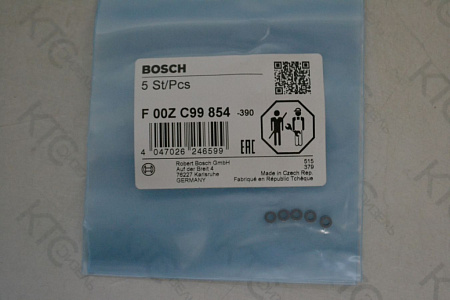 BOSCH
5 St/Pcs
F 00Z C99 854 -390
4 047026 246599
EAC
Robert Bosch GmbH
Auf der Breit 4
76227 Karlsruhe
GERMANY
515
379
Made in Czech Rep.
Fabriqué en République Tchèque